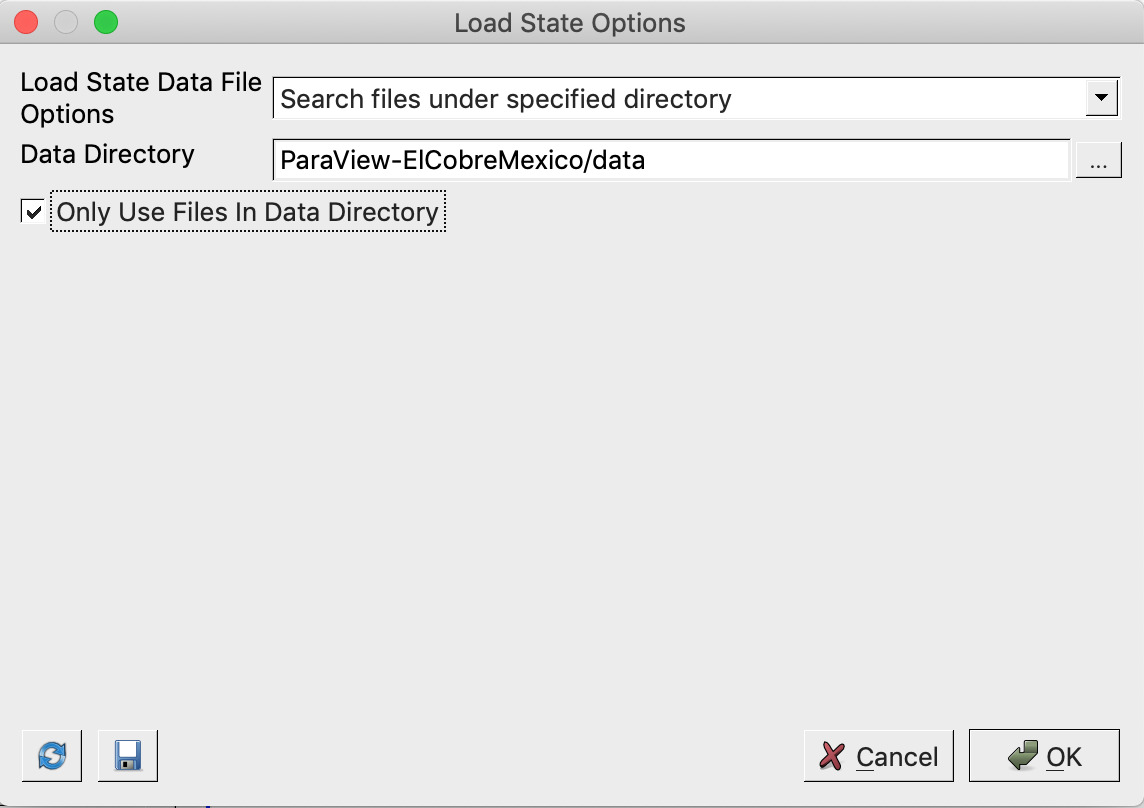 Load State Options
Load State Data File
Options
Search files under specified directory
Data Directory
ParaView-ElCobreMexico/data
...
Only Use Files In Data Directory
Cancel
OK